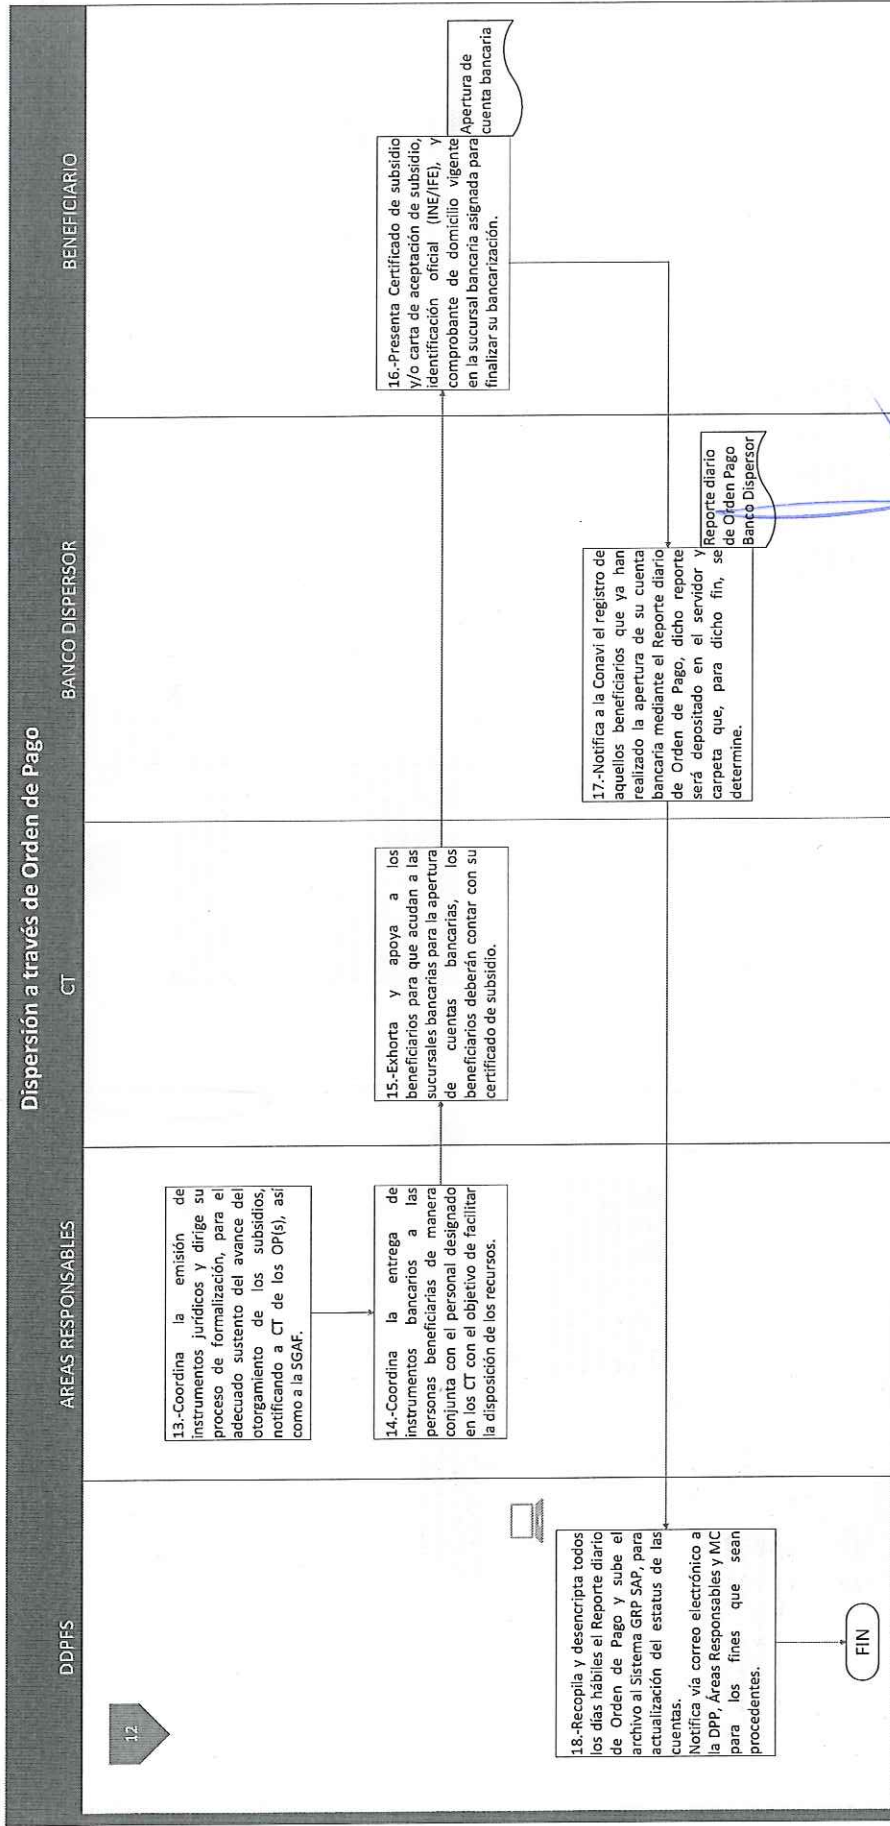 Dispersión a través de Orden de Pago
DDPFS
AREAS RESPONSABLES
CT
BANCO DISPERSOR
BENEFICIARIO
12
13.-Coordina la emisión de
instrumentos jurídicos y dirige su
proceso de formalización, para el
adecuado sustento del avance del
otorgamiento de los subsidios,
notificando a CT de los OP(s), así
como a la SGAF.
14.-Coordina la entrega de
instrumentos bancarios a las
personas beneficiarias de manera
conjunta con el personal designado
en los CT con el objetivo de facilitar
la disposición de los recursos.
15.-Exhorta y apoya a los
beneficiarios para que acudan a las
sucursales bancarias para la apertura
de cuentas bancarias, los
beneficiarios deberán contar con su
certificado de subsidio.
16.-Presenta Certificado de subsidio
y/o carta de aceptación de subsidio,
identificación oficial (INE/IFE), y
comprobante de domicilio vigente
en la sucursal bancaria asignada para
finalizar su bancarización.
Apertura de
cuenta bancaria
17.-Notifica a la Conavi el registro de
aquellos beneficiarios que ya han
realizado la apertura de su cuenta
bancaria mediante el Reporte diario
de Orden de Pago, dicho reporte
será depositado en el servidor y
carpeta que, para dicho fin, se
determine.
Reporte diario
de Orden Pago
Banco Dispersor
18.-Recopila y desencripta todos
los días hábiles el Reporte diario
de Orden de Pago y sube el
archivo al Sistema GRP SAP, para
actualización del estatus de las
cuentas.
Notifica vía correo electrónico a
la DPP, Áreas Responsables y MC
para los fines que sean
procedentes.
FIN